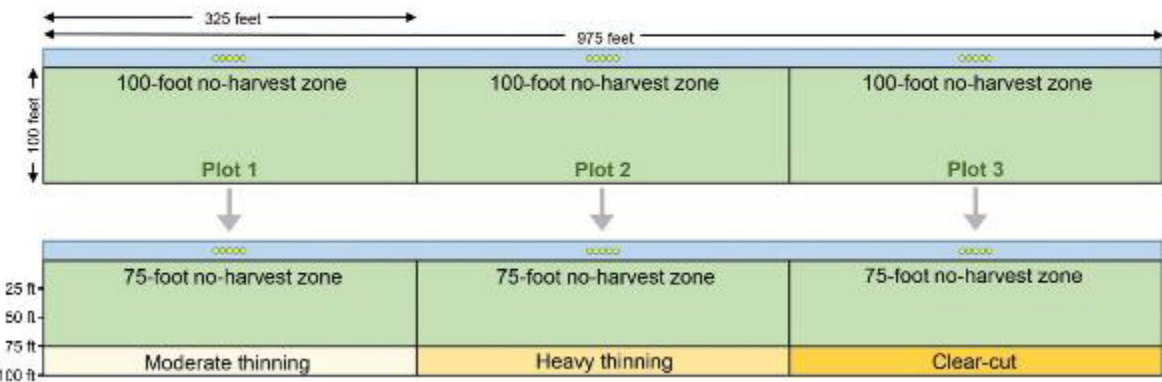 325 feet
975 feet
100-foot no-harvest zone 100-foot no-harvest zone 100-foot no-harvest zone
100 feet
Plot 1 Plot 2 Plot 3
75-foot no-harvest zone 75-foot no-harvest zone 75-foot no-harvest zone
25 ft
50 ft
75 ft
Moderate thinning Heavy thinning Clear-cut
100 ft